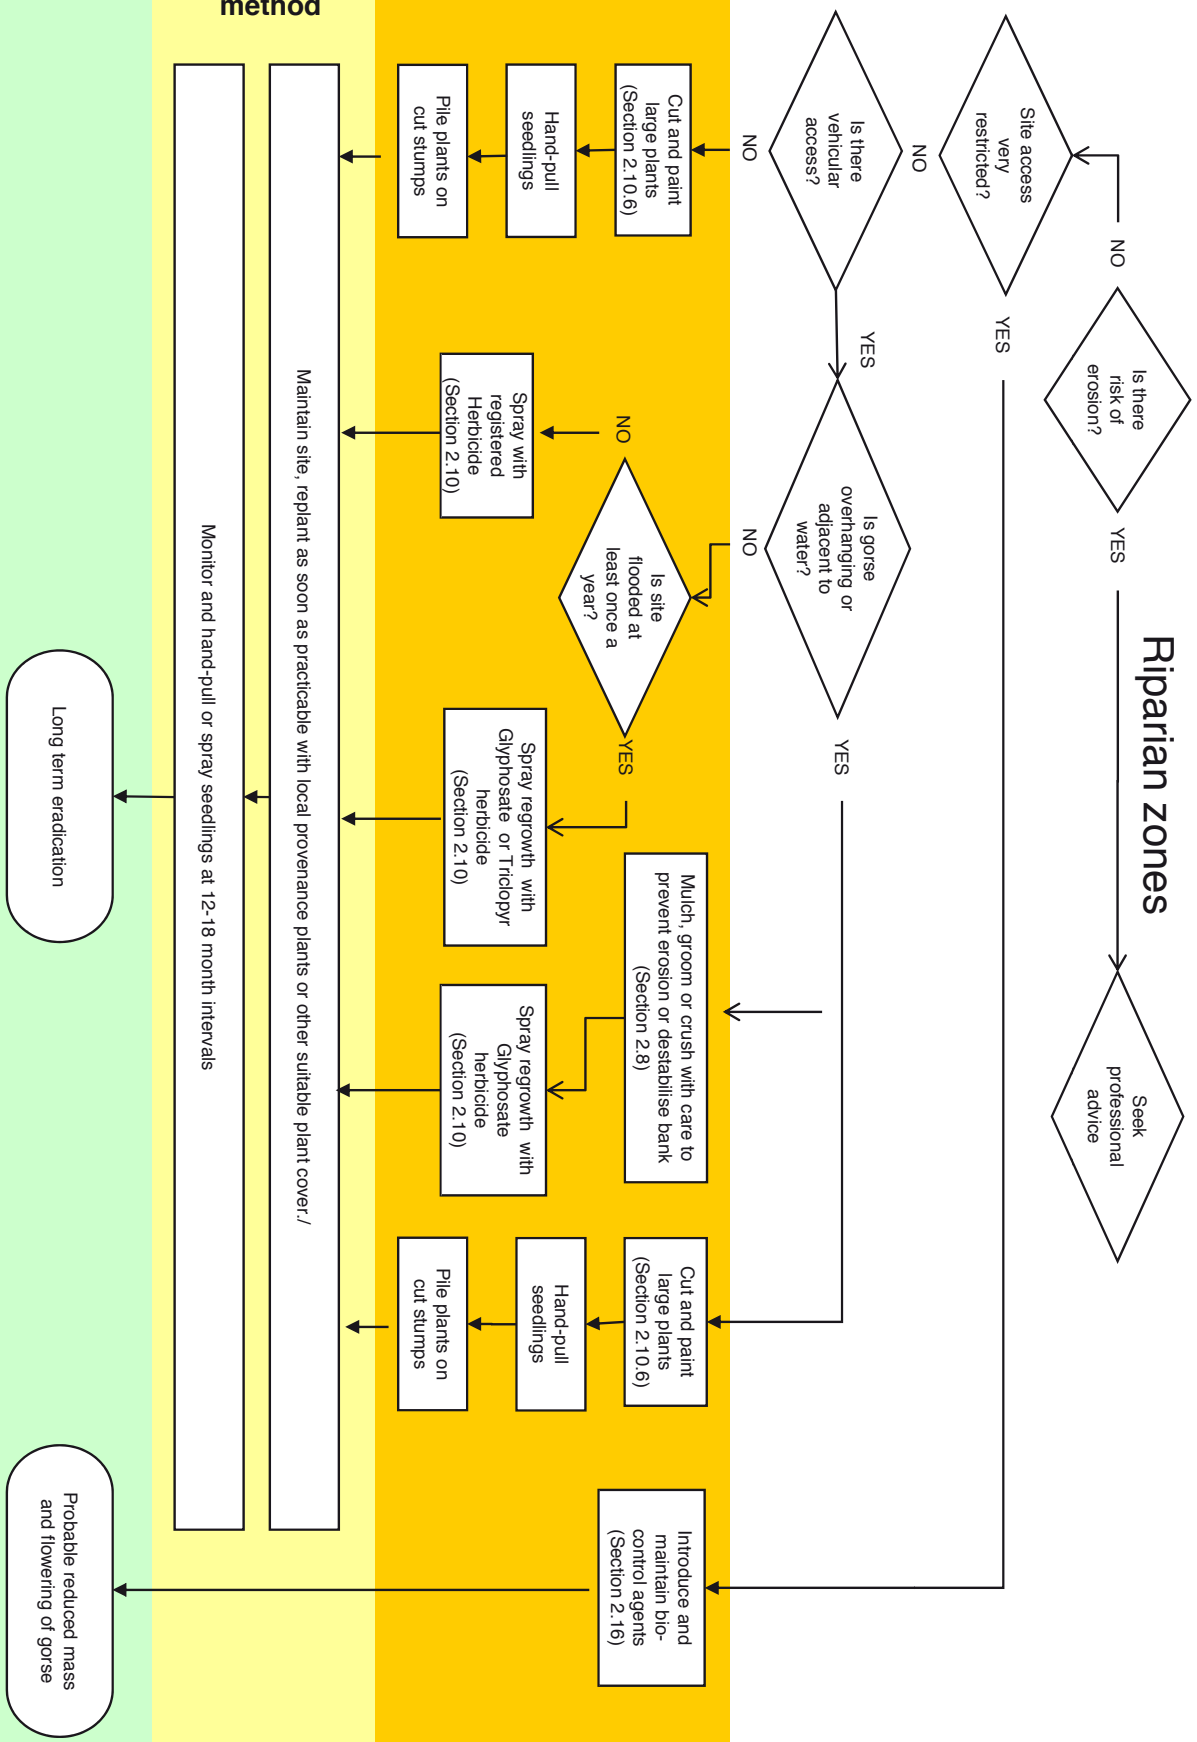 Riparian zones
Is there
risk of
erosion?
YES
Seek
professional
advice
NO
Site access
very
restricted?
YES
NO
Is there
vehicular
access?
YES
Is gorse
overhanging or
adjacent to
water?
YES
NO
NO
Is site
flooded at
least once a
year?
YES
NO
Cut and paint
large plants
(Section 2.10.6)
Hand-pull
seedlings
Pile plants on
cut stumps
Spray with
registered
Herbicide
(Section 2.10)
Spray regrowth with
Glyphosate or Triclopyr
herbicide
(Section 2.10)
Mulch, groom or crush with care to
prevent erosion or destabilise bank
(Section 2.8)
Spray regrowth with
Glyphosate
herbicide
(Section 2.10)
Cut and paint
large plants
(Section 2.10.6)
Hand-pull
seedlings
Pile plants on
cut stumps
Introduce and
maintain bio-
control agents
(Section 2.16)
method
Maintain site, replant as soon as practicable with local provenance plants or other suitable plant cover./
Monitor and hand-pull or spray seedlings at 12-18 month intervals
Long term eradication
Probable reduced mass
and flowering of gorse